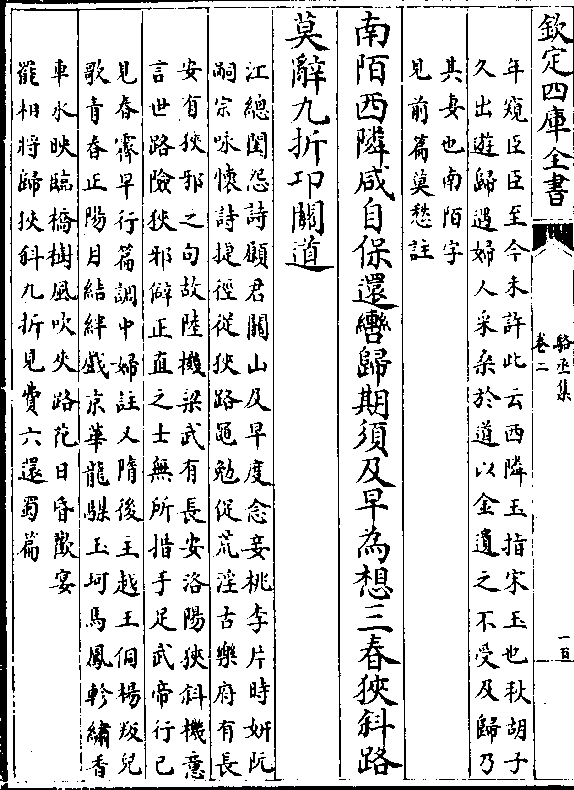 欽定四庫全書
駱丞集
卷二
一百
年窺臣臣至今未許此云西隣玉指宋玉也秋胡子
久出遊歸遇婦人采桑於道以金遺之不受及歸乃
其妻也南陌字
見前篇莫愁註
南陌西隣咸自保還轡歸期須及早為想三春狹斜路
莫辭九折卭關道
江總閨怨詩願君關山及早度念妾桃李片時妍阮
嗣宗咏懷詩捷徑從狹路僶勉從荒淫古樂府有長
安有狹邪之句故陸機梁武有長安洛陽狹斜機意
言世路險狹邪僻正直之士無所措手足武帝行已
見春霽早行篇調中婦註又隋後主越王侗楊叛兒
歌青春正陽月結絆戲京華龍騹玉珂馬鳳軫繡香
車水映臨橋樹風吹夾路花日昏歡宴
罷相將歸狹斜九折見費六還蜀篇